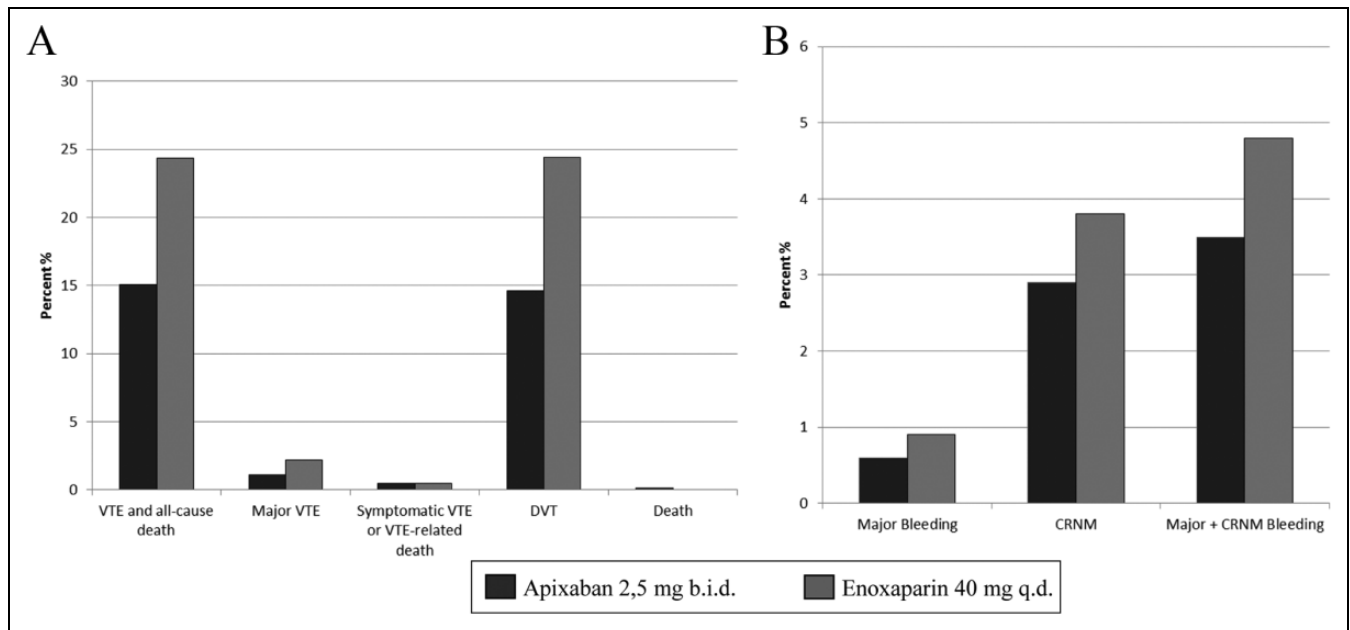 A
Percent %
30
25
20
15
10
5
0
VTE and all-cause
death
Major VTE
Symptomatic VTE
or VTE-related
death
DVT
Death
B
Percent %
6
5
4
3
2
1
0
Major Bleeding
CRNM
Major + CRNM Bleeding
Apixaban 2,5 mg b.i.d.
Enoxaparin 40 mg q.d.